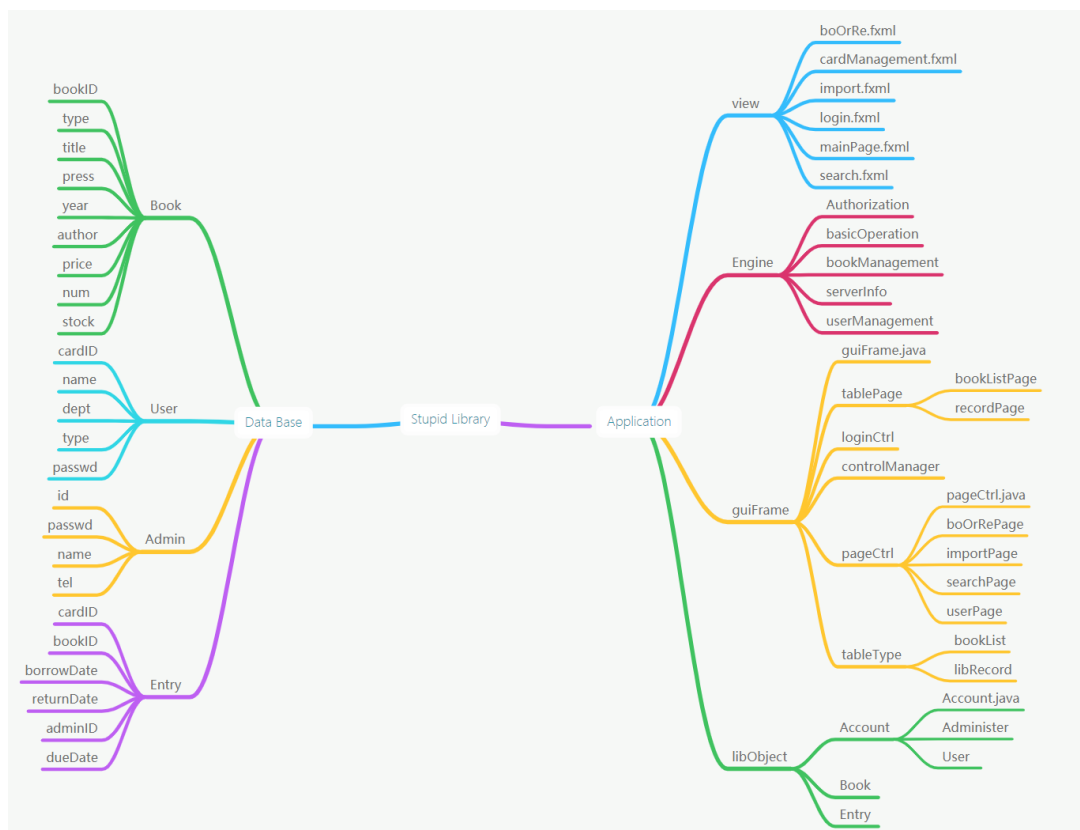 Stupid Library
Data Base
Book
bookID
type
title
press
year
author
price
num
stock
User
cardID
name
dept
type
passwd
Admin
id
passwd
name
tel
Entry
cardID
bookID
borrowDate
returnDate
adminID
dueDate
Application
view
boOrRe.fxml
cardManagement.fxml
import.fxml
login.fxml
mainPage.fxml
search.fxml
Engine
Authorization
basicOperation
bookManagement
serverInfo
userManagement
guiFrame
guiFrame.java
tablePage
bookListPage
recordPage
loginCtrl
controlManager
pageCtrl
pageCtrl.java
boOrRePage
importPage
searchPage
userPage
tableType
bookList
libRecord
libObject
Account
Account.java
Administer
User
Book
Entry